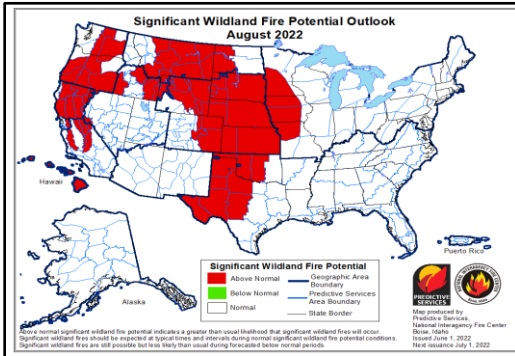 Significant Wildland Fire Potential Outlook
August 2022
Hawaii
Alaska
Puerto Rico
Significant Wildland Fire Potential
Above Normal
Below Normal
Normal
Geographic Area
Boundary
Predictive Services
Area Boundary
State Border
PREDICTIVE
SERVICES
Map produced by
Predictive Services,
National Interagency Fire Center
Boise, Idaho
Issued June 1, 2022
Next issuance July 1, 2022
Above normal significant wildland fire potential indicates a greater than usual likelihood that significant wildland fires will occur.
Significant wildland fires should be expected at typical times and intervals during normal significant wildland fire potential conditions.
Significant wildland fires are still possible but less likely than usual during forecasted below normal periods.